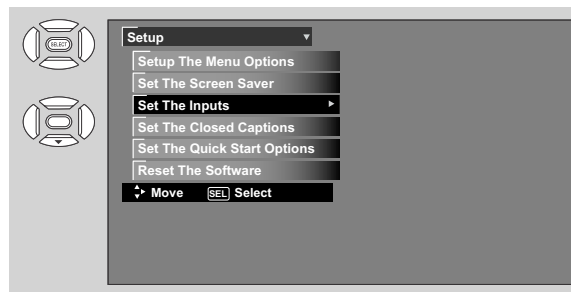 SELECT
Setup
Setup The Menu Options
Set The Screen Saver
Set The Inputs
Set The Closed Captions
Set The Quick Start Options
Reset The Software
Move SEL Select